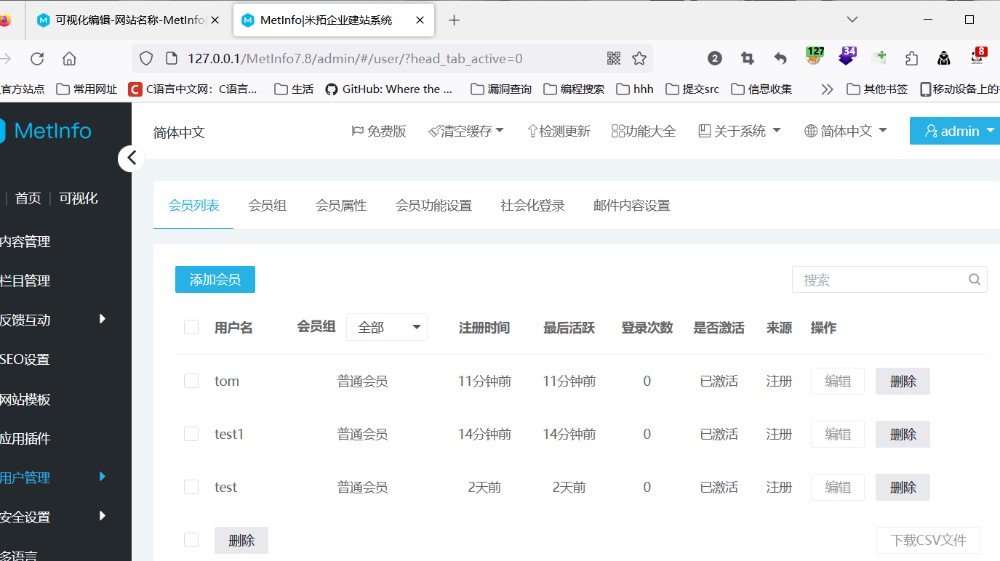 可视化编辑-网站名称-MetInfo
MetInfo|米拓企业建站系统
127.0.0.1/MetInfo7.8/admin/#/user/?head_tab_active=0
2
127
34
8
官方站点
常用网址
C语言中文网：C语言...
生活
GitHub: Where the ...
漏洞查询
编程搜索
hhh
提交src
信息收集
其他书签
移动设备上的
MetInfo
简体中文
免费版
清空缓存
检测更新
功能大全
关于系统
简体中文
admin
首页
可视化
内容管理
栏目管理
反馈互动
SEO设置
网站模板
应用插件
用户管理
安全设置
多语言
会员列表
会员组
会员属性
会员功能设置
社会化登录
邮件内容设置
添加会员
搜索
用户名 会员组 全部 注册时间 最后活跃 登录次数 是否激活 来源 操作
tom 普通会员 11分钟前 11分钟前 0 已激活 注册 编辑 删除
test1 普通会员 14分钟前 14分钟前 0 已激活 注册 编辑 删除
test 普通会员 2天前 2天前 0 已激活 注册 编辑 删除
删除 下载CSV文件